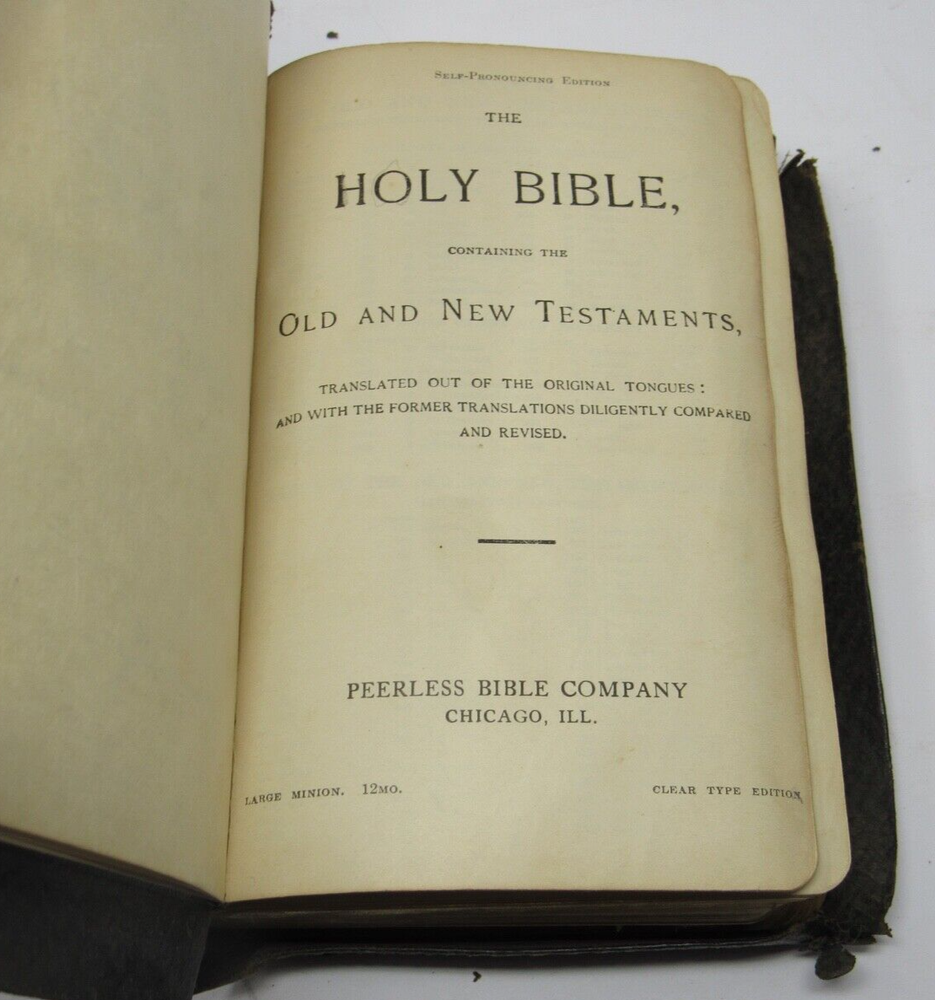 Self-Pronouncing Edition
THE
HOLY BIBLE,
CONTAINING THE
OLD AND NEW TESTAMENTS,
TRANSLATED OUT OF THE ORIGINAL TONGUES:
AND WITH THE FORMER TRANSLATIONS DILIGENTLY COMPARED
AND REVISED.
PEERLESS BIBLE COMPANY
CHICAGO, ILL.
LARGE MINION. 12MO.
CLEAR TYPE EDITION,